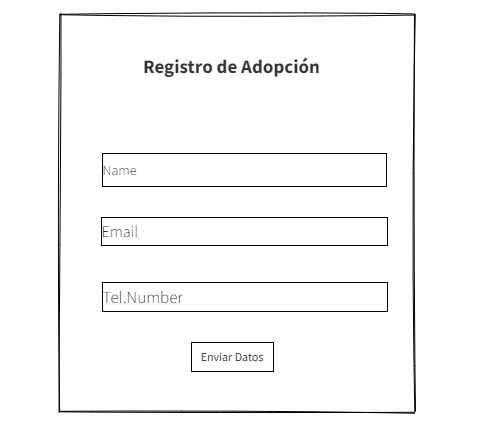 Registro de Adopción
Name
Email
Tel.Number
Enviar Datos